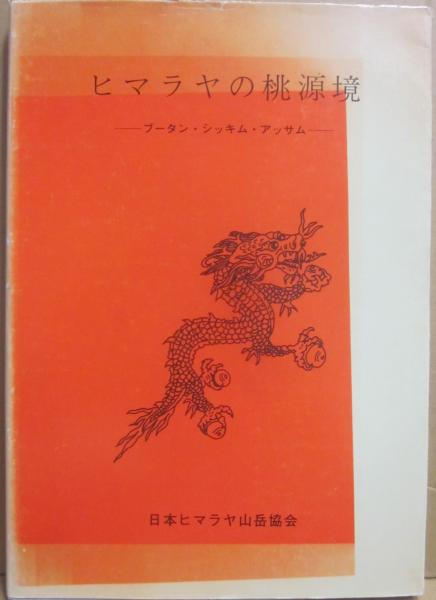 ヒマラヤの桃源境
——ブータン・シッキム・アッサム——
日本ヒマラヤ山岳協会